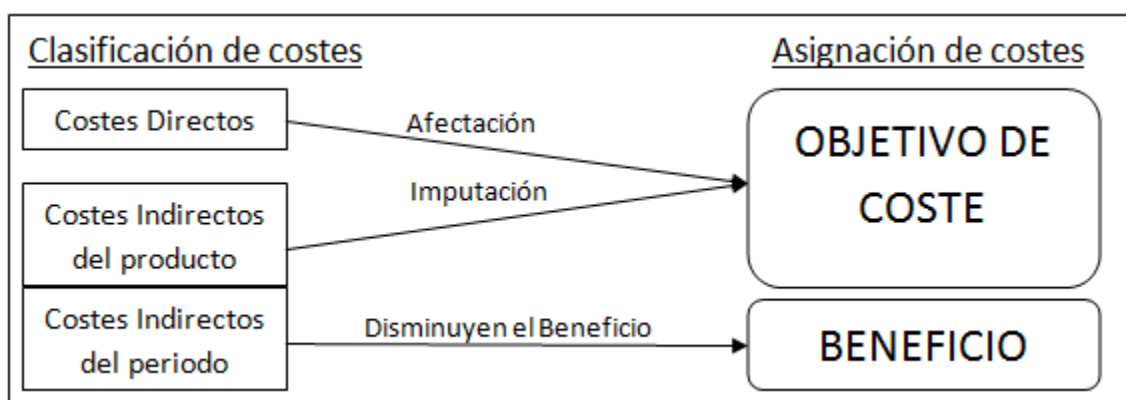 Clasificación de costes
Asignación de costes
Costes Directos
Afectación
OBJETIVO DE
COSTE
Imputación
Costes Indirectos
del producto
Costes Indirectos
del periodo
Disminuyen el Beneficio
BENEFICIO